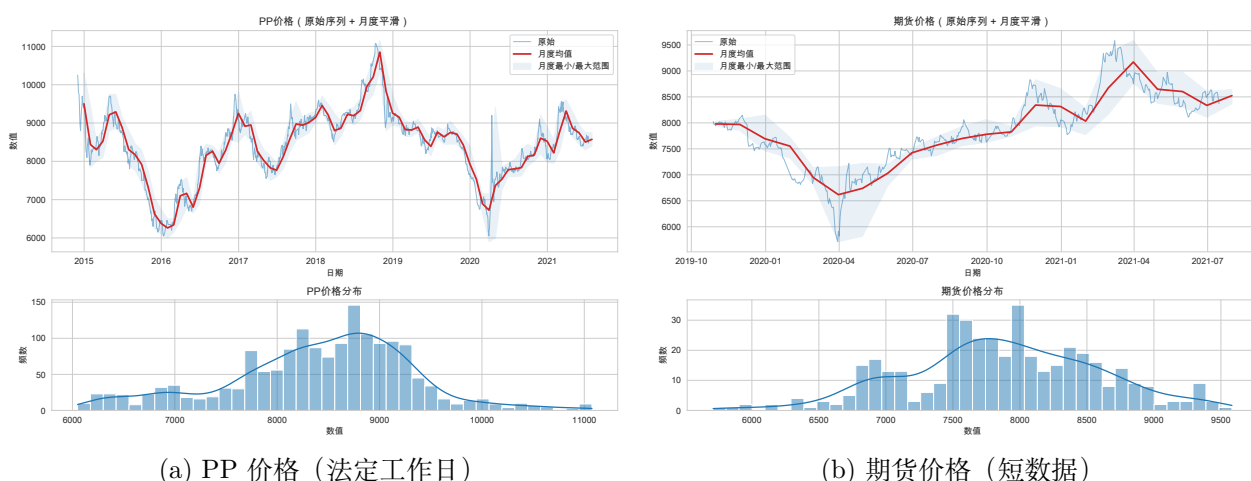 PP价格（原始序列 + 月度平滑）
原始
月度均值
月度最小/最大范围
11000
10000
9000
8000
7000
6000
数值
2015 2016 2017 2018 2019 2020 2021
日期
PP价格分布
150
100
50
0
频数
6000 7000 8000 9000 10000 11000
数值
(a) PP 价格（法定工作日）
期货价格（原始序列 + 月度平滑）
原始
月度均值
月度最小/最大范围
9500
9000
8500
8000
7500
7000
6500
6000
数值
2019-10 2020-01 2020-04 2020-07 2020-10 2021-01 2021-04 2021-07
日期
期货价格分布
30
20
10
0
频数
6000 6500 7000 7500 8000 8500 9000 9500
数值
(b) 期货价格（短数据）